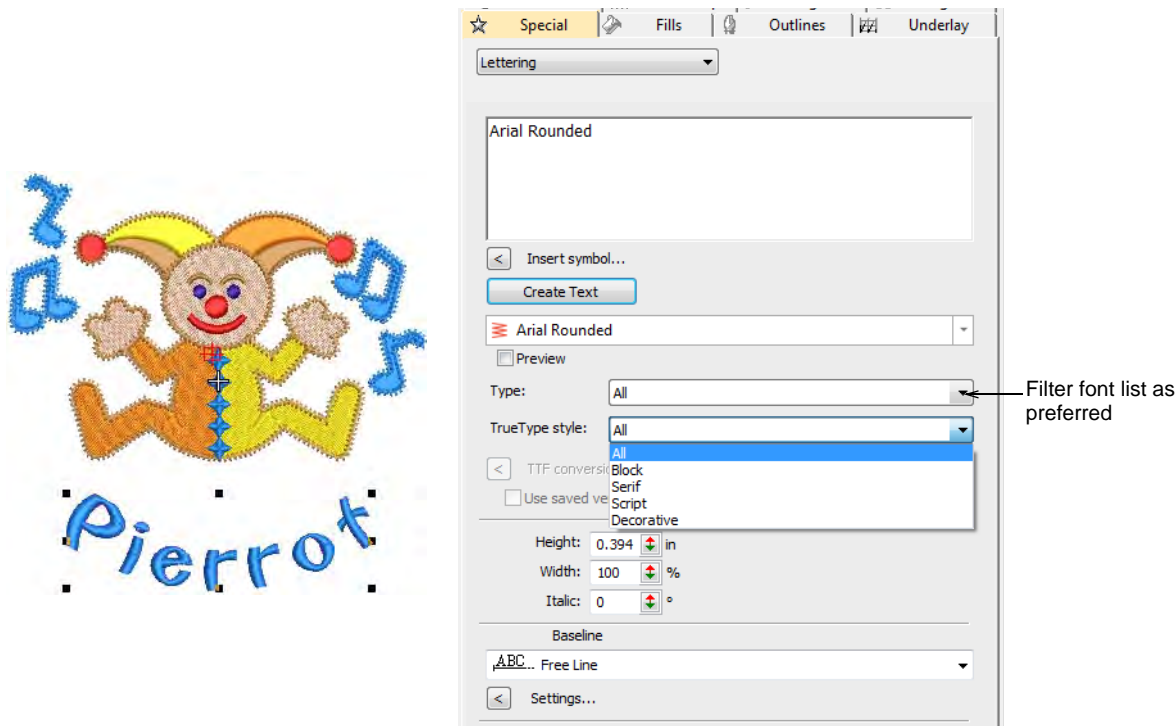 Special Fills Outlines Underlay
Lettering
Arial Rounded
< Insert symbol...
Create Text
Arial Rounded
Preview
Type: All
Filter font list as
preferred
TrueType style: All
All
< TTF
Block
Serif
Use saved
Script
Decorative
Height: 0.394 in
Width: 100 %
Italic: 0 °
Baseline
ABC... Free Line
< Settings...
Pierrot